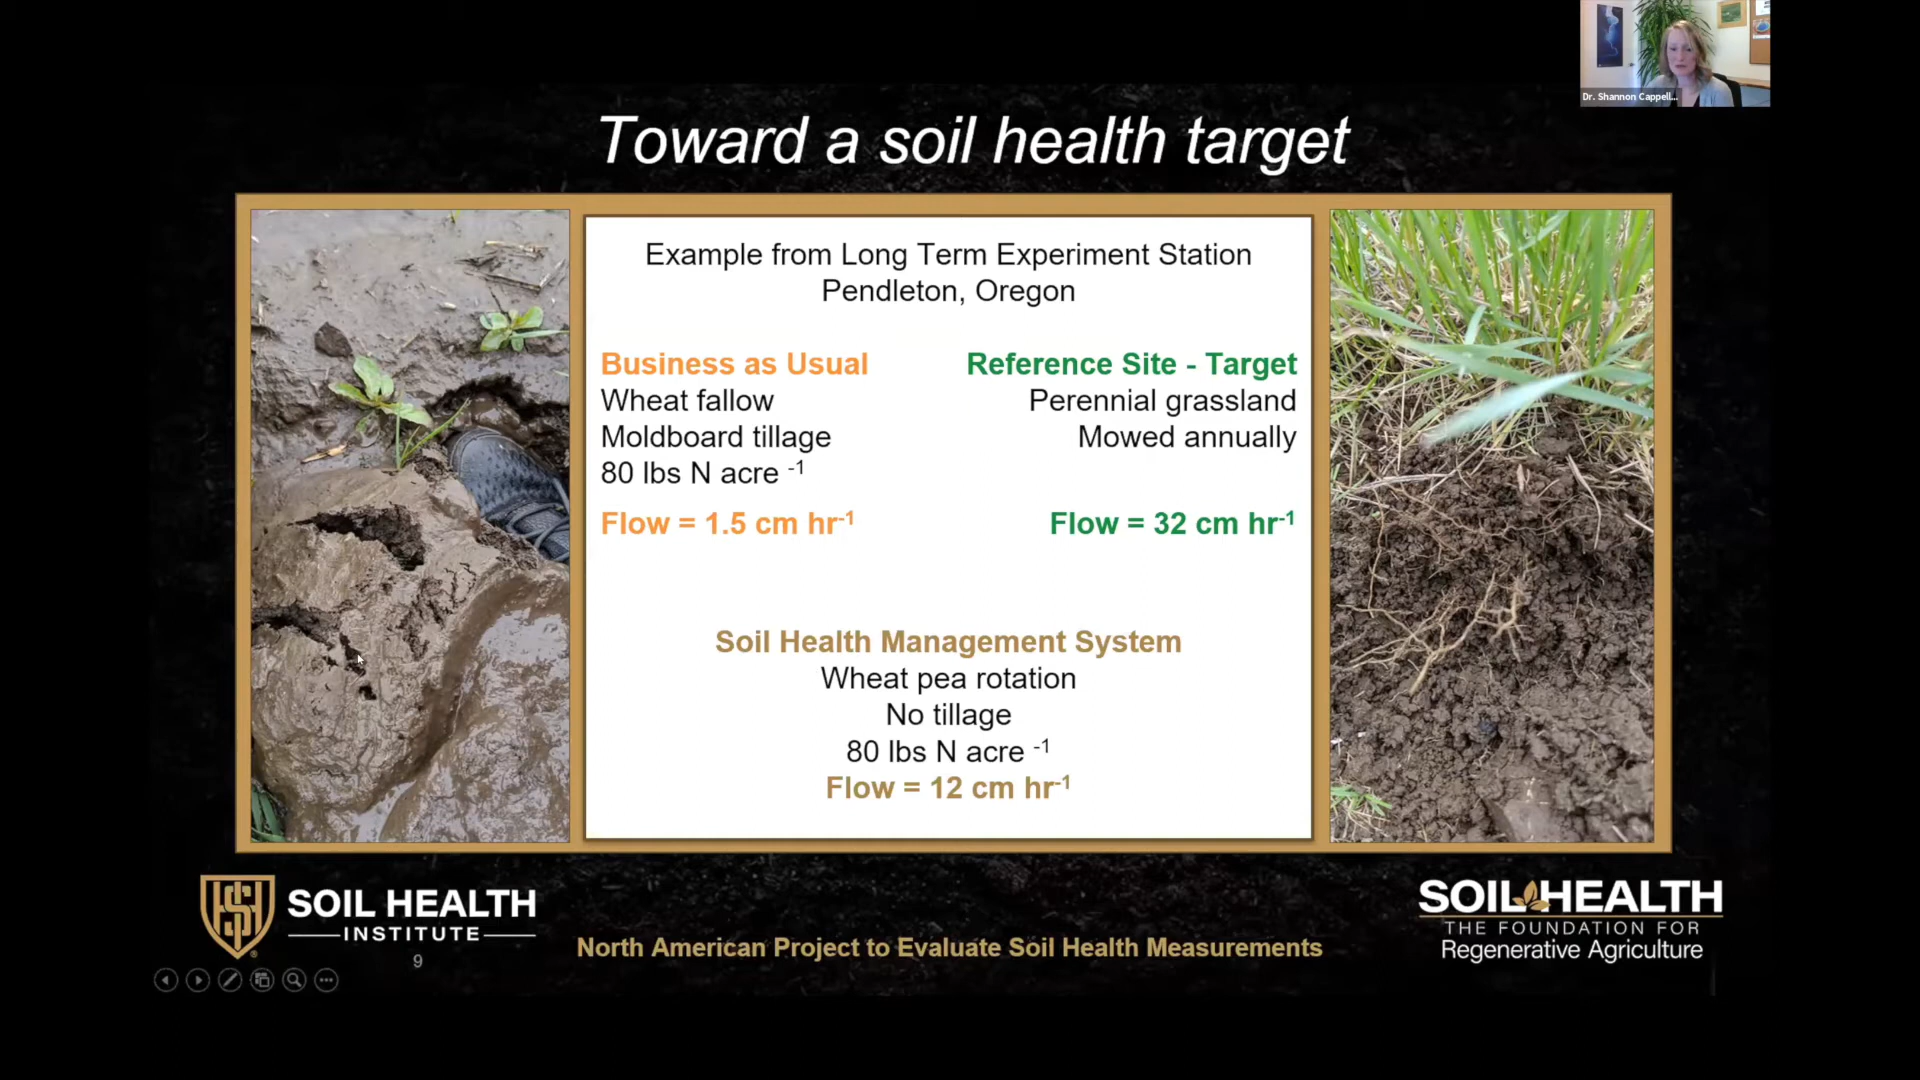 Dr. Shannon Cappell...
Toward a soil health target
Example from Long Term Experiment Station
Pendleton, Oregon
Business as Usual
Wheat fallow
Moldboard tillage
80 lbs N acre -1
Flow = 1.5 cm hr-1
Reference Site - Target
Perennial grassland
Mowed annually
Flow = 32 cm hr-1
Soil Health Management System
Wheat pea rotation
No tillage
80 lbs N acre -1
Flow = 12 cm hr-1
SOIL HEALTH
INSTITUTE
9
North American Project to Evaluate Soil Health Measurements
SOIL HEALTH
THE FOUNDATION FOR
Regenerative Agriculture